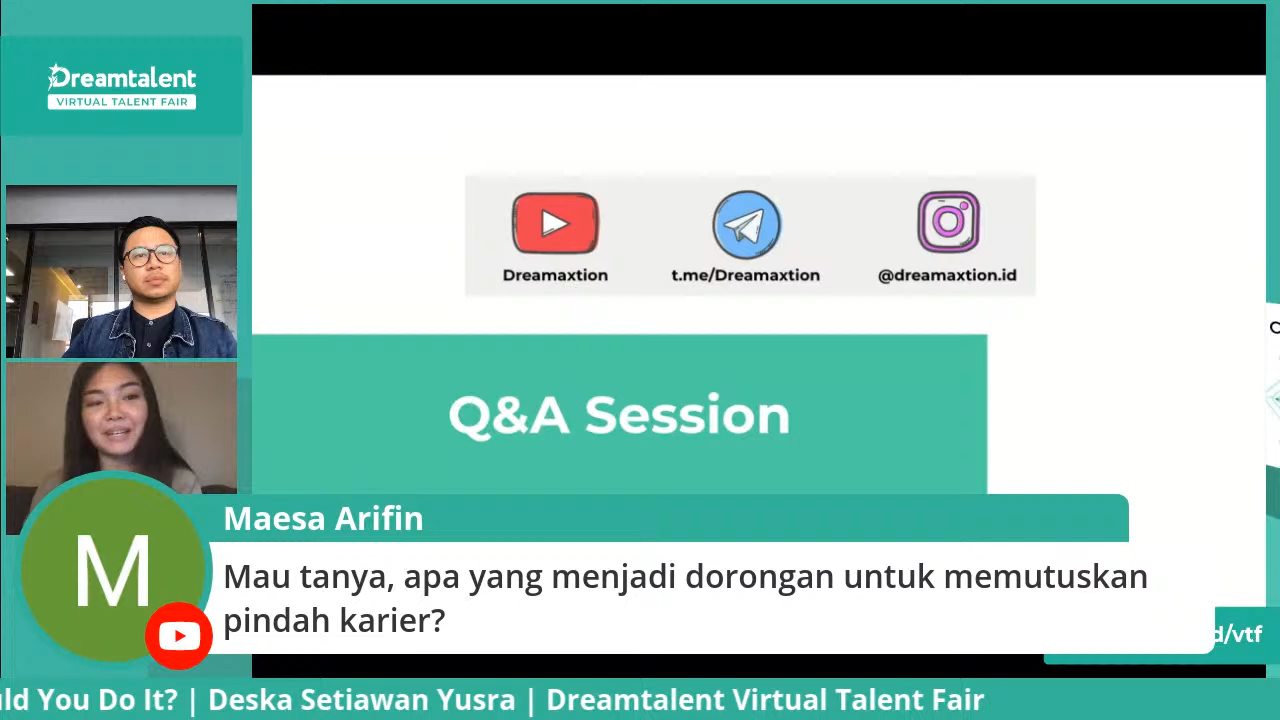 Dreamtalent
VIRTUAL TALENT FAIR
Dreamaxtion
t.me/Dreamaxtion
@dreamaxtion.id
Q&A Session
M
Maesa Arifin
Mau tanya, apa yang menjadi dorongan untuk memutuskan
pindah karier?
d/vtf
You Do It? | Deska Setiawan Yusra | Dreamtalent Virtual Talent Fair